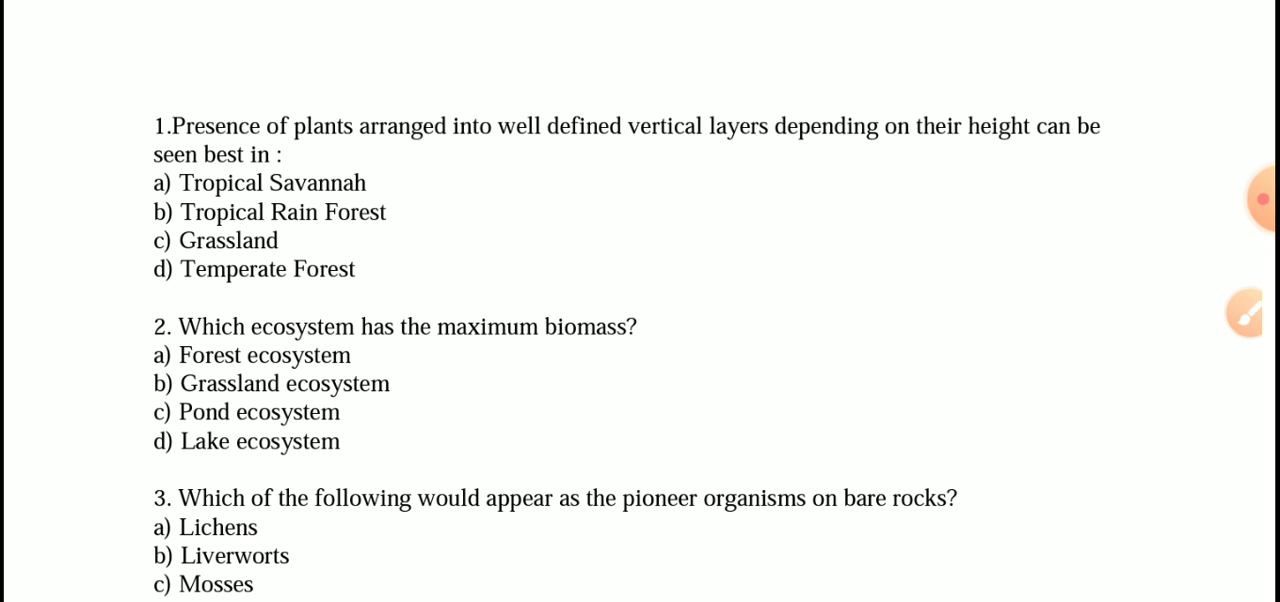 1.Presence of plants arranged into well defined vertical layers depending on their height can be
seen best in :
a) Tropical Savannah
b) Tropical Rain Forest
c) Grassland
d) Temperate Forest
2. Which ecosystem has the maximum biomass?
a) Forest ecosystem
b) Grassland ecosystem
c) Pond ecosystem
d) Lake ecosystem
3. Which of the following would appear as the pioneer organisms on bare rocks?
a) Lichens
b) Liverworts
c) Mosses